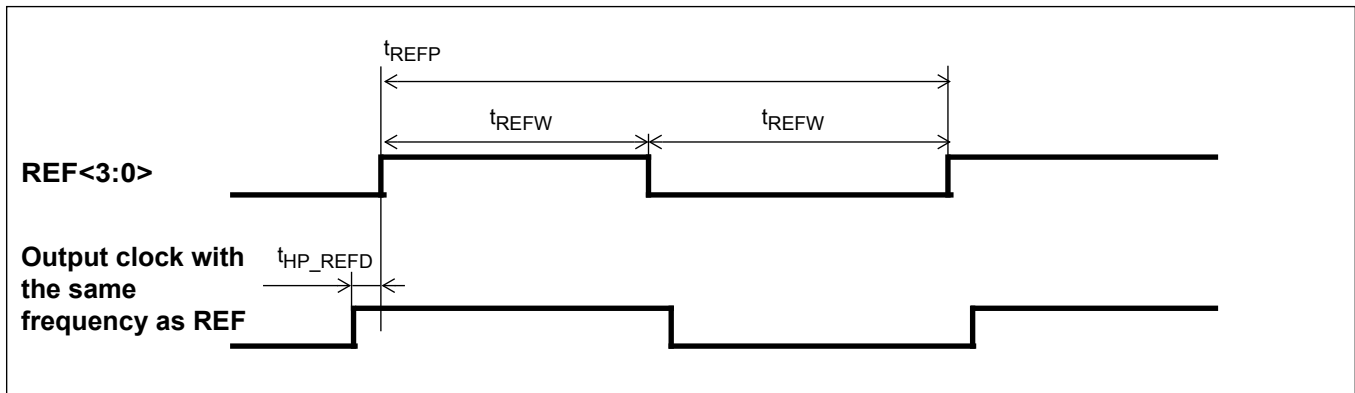 tREFP
tREFW
tREFW
REF<3:0>
Output clock with
the same
frequency as REF
tHP_REFD